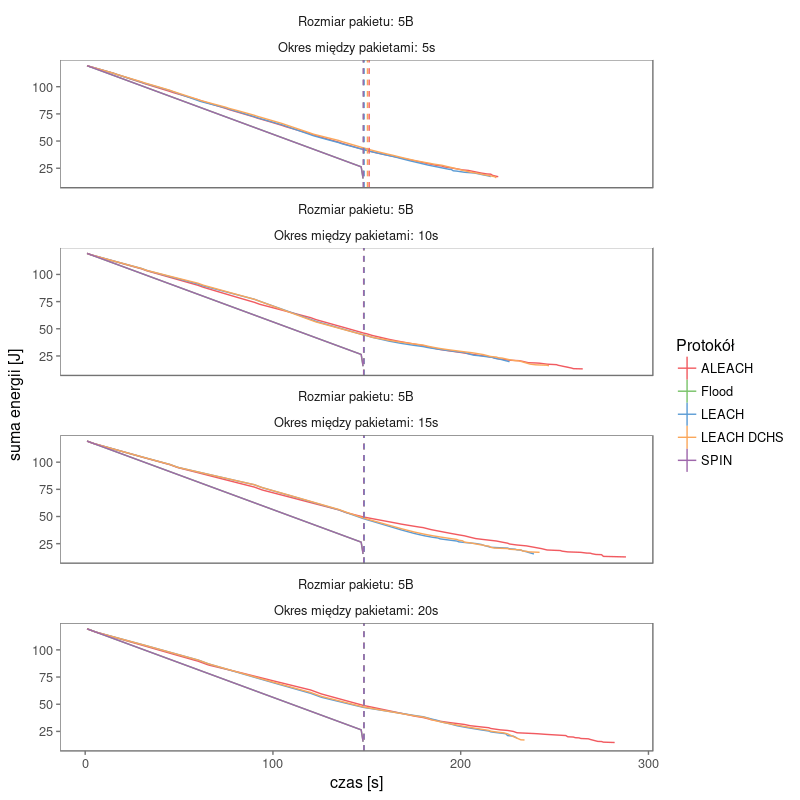 Rozmiar pakietu: 5B
Okres między pakietami: 5s
100
75
50
25
Rozmiar pakietu: 5B
Okres między pakietami: 10s
100
75
50
25
Rozmiar pakietu: 5B
Okres między pakietami: 15s
100
75
50
25
Rozmiar pakietu: 5B
Okres między pakietami: 20s
100
75
50
25
0
100
200
300
czas [s]
suma energii [J]
Protokół
ALEACH
Flood
LEACH
LEACH DCHS
SPIN